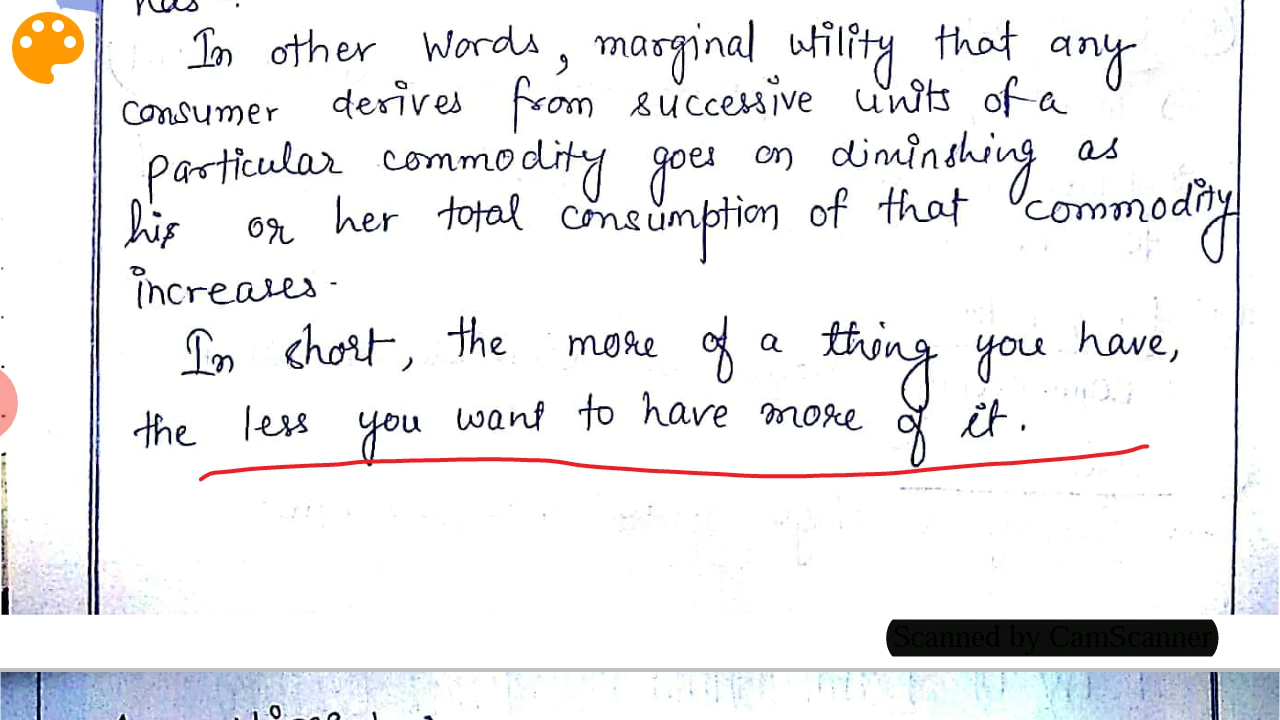 In other words, marginal utility that any
consumer derives from successive units of a
particular commodity goes on diminshing as
his or her total consumption of that commodity
increases.
In short, the more of a thing you have,
the less you want to have more of it.
Scanned by CamScanner